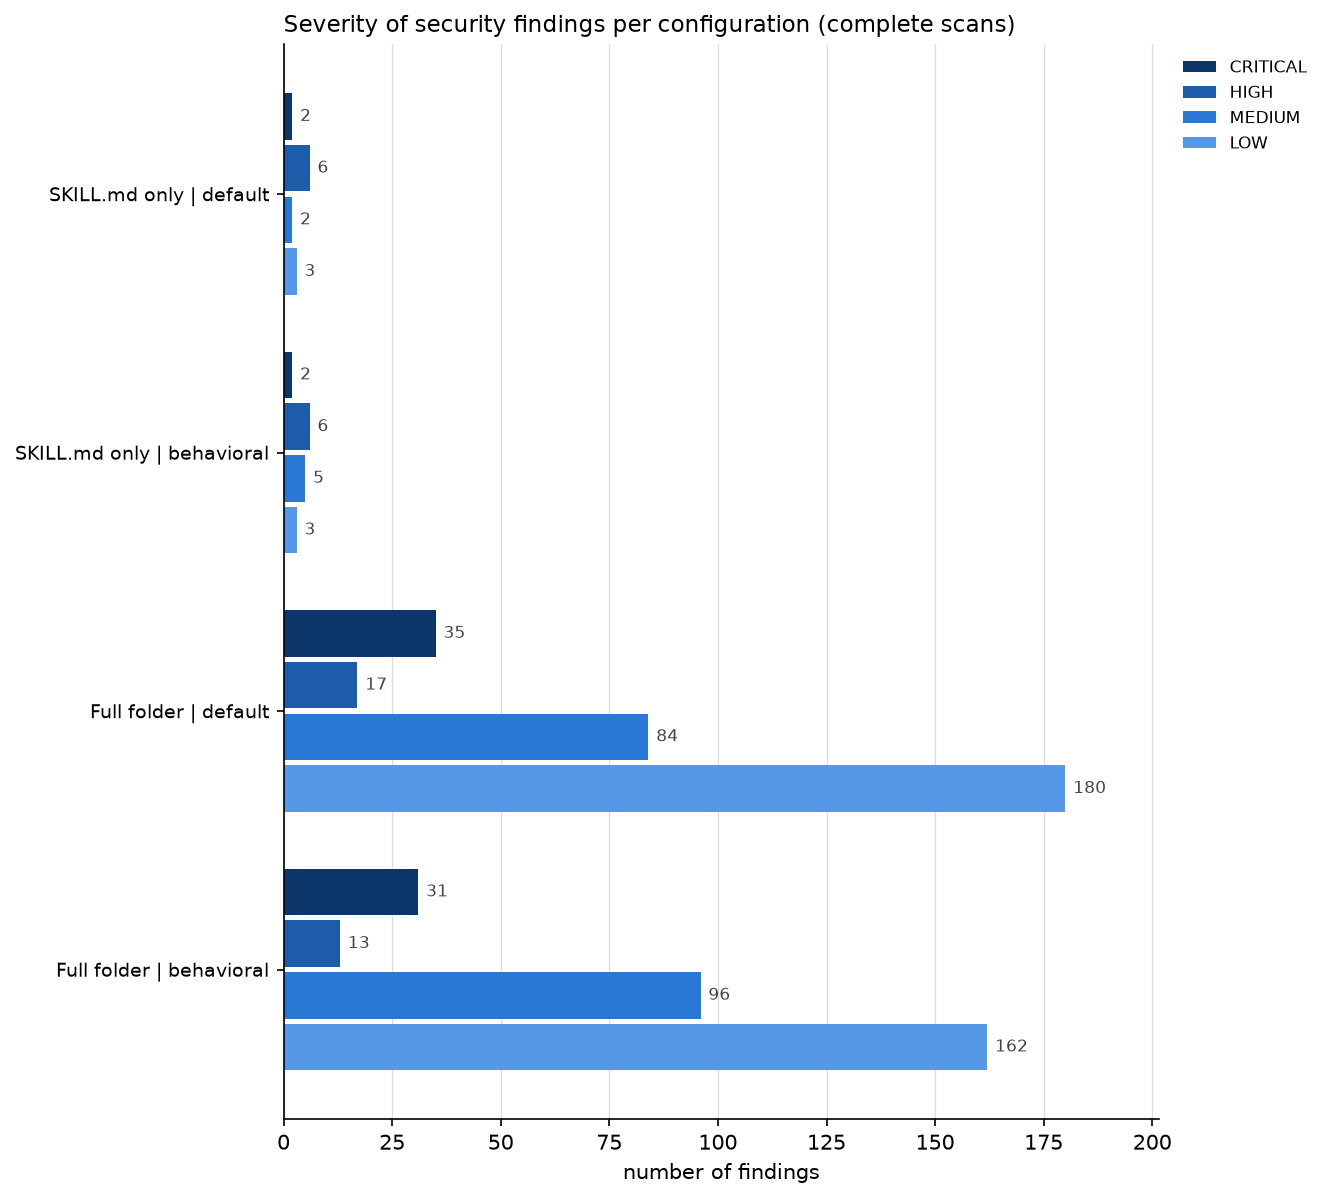 Severity of security findings per configuration (complete scans)
CRITICAL
HIGH
MEDIUM
LOW
SKILL.md only | default
2
6
2
3
SKILL.md only | behavioral
2
6
5
3
Full folder | default
35
17
84
180
Full folder | behavioral
31
13
96
162
0 25 50 75 100 125 150 175 200
number of findings